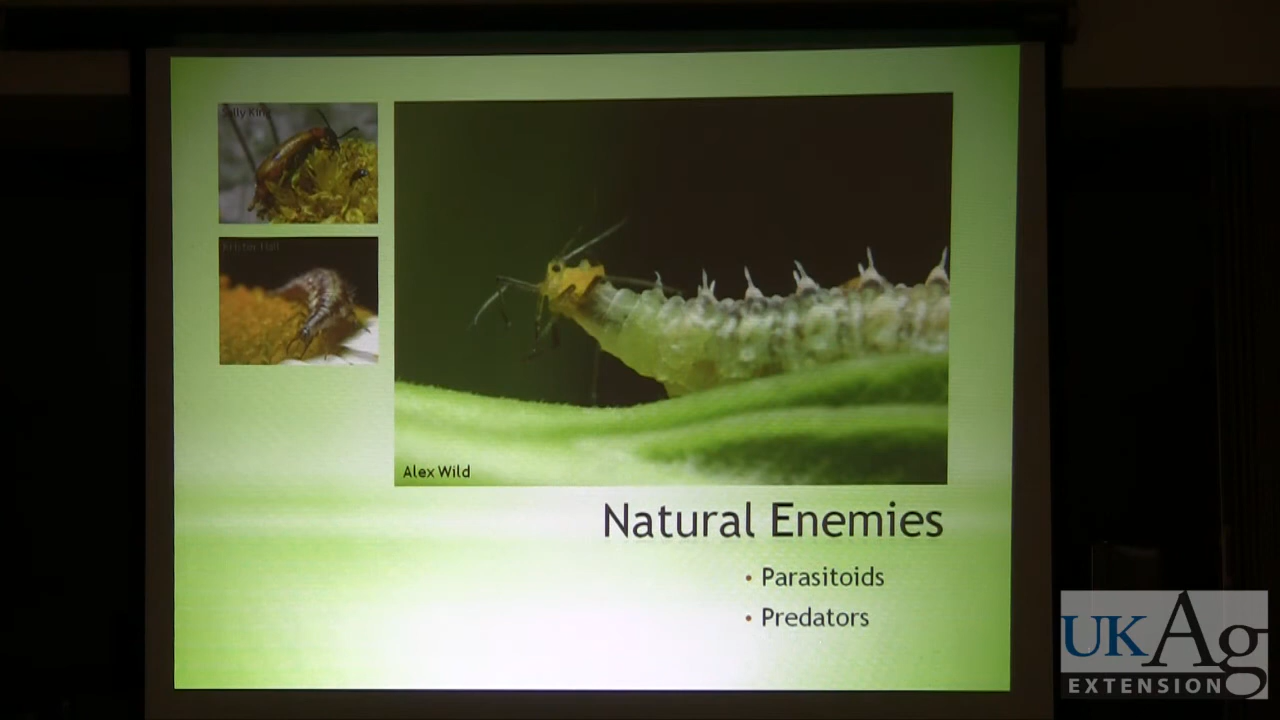 Alex Wild
Natural Enemies
• Parasitoids
• Predators
UKAg
EXTENSION